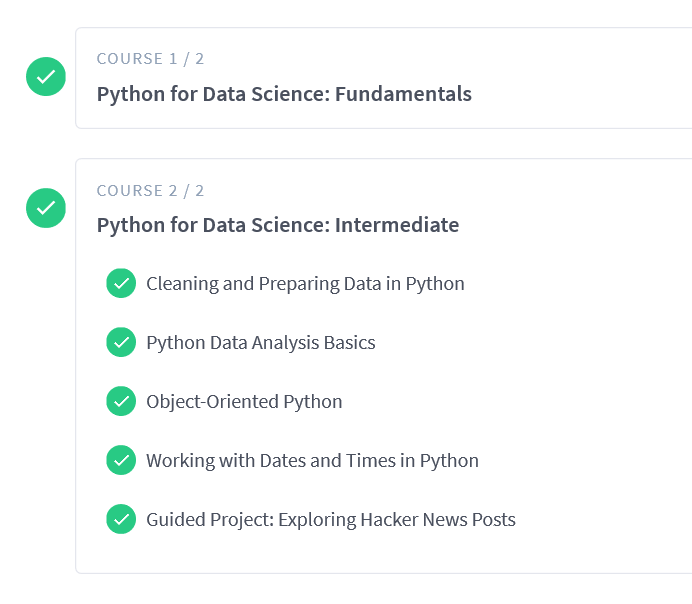 COURSE 1 / 2
Python for Data Science: Fundamentals
COURSE 2 / 2
Python for Data Science: Intermediate
Cleaning and Preparing Data in Python
Python Data Analysis Basics
Object-Oriented Python
Working with Dates and Times in Python
Guided Project: Exploring Hacker News Posts